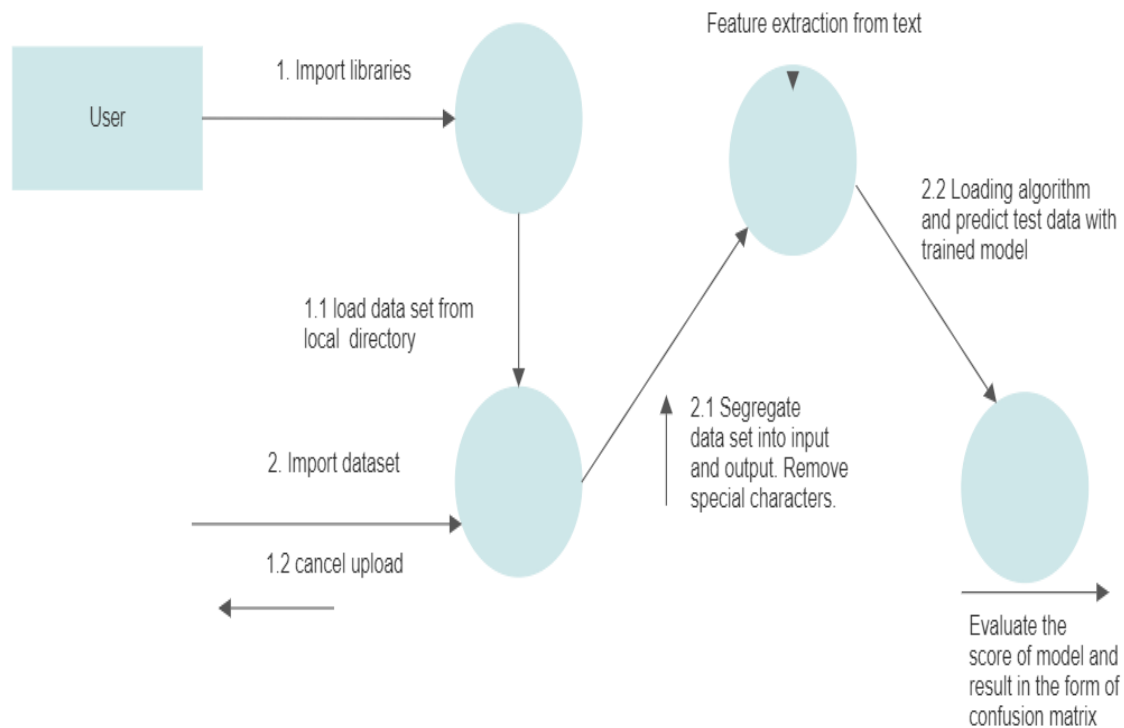 Feature extraction from text
1. Import libraries
User
2.2 Loading algorithm
and predict test data with
trained model
1.1 load data set from
local directory
2.1 Segregate
data set into input
and output. Remove
special characters.
2. Import dataset
1.2 cancel upload
Evaluate the
score of model and
result in the form of
confusion matrix